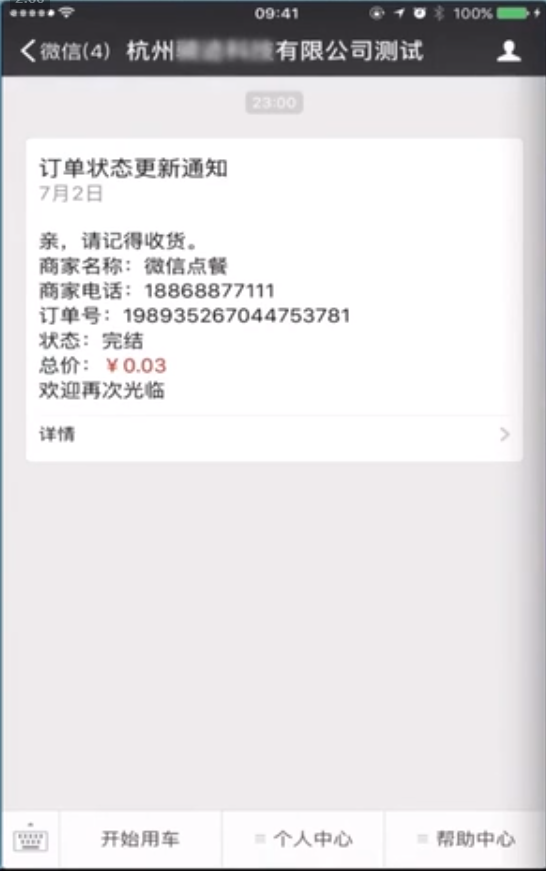 09:41
100%
微信(4)
杭州
有限公司测试
23:00
订单状态更新通知
7月2日
亲，请记得收货。
商家名称：微信点餐
商家电话：18868877111
订单号：198935267044753781
状态：完结
总价：￥0.03
欢迎再次光临
详情
开始用车
个人中心
帮助中心